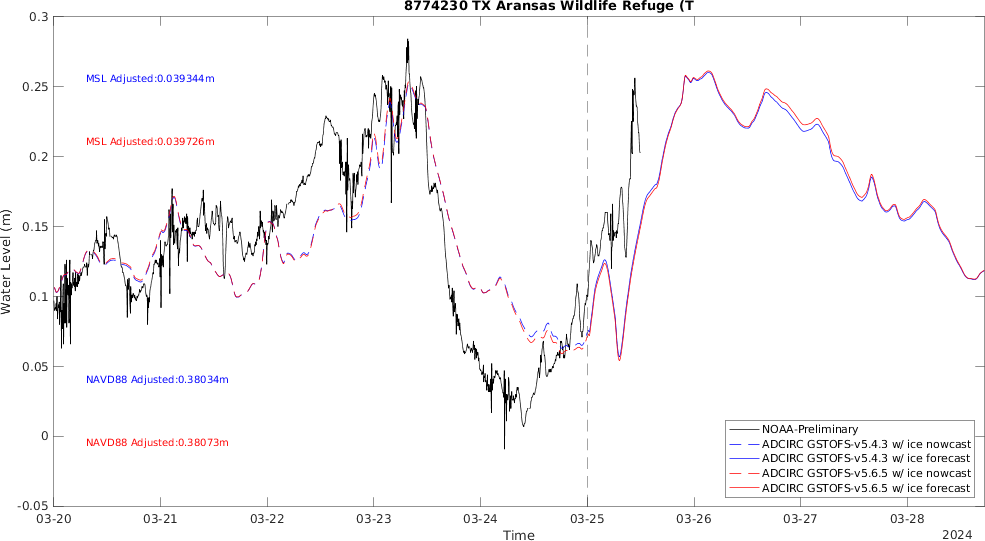 8774230 TX Aransas Wildlife Refuge (T
0.3
0.25
0.2
0.15
0.1
0.05
0
-0.05
Water Level (m)
MSL Adjusted:0.039344m
MSL Adjusted:0.039726m
NAVD88 Adjusted:0.38034m
NAVD88 Adjusted:0.38073m
NOAA-Preliminary
ADCIRC GSTOFS-v5.4.3 w/ ice nowcast
ADCIRC GSTOFS-v5.4.3 w/ ice forecast
ADCIRC GSTOFS-v5.6.5 w/ ice nowcast
ADCIRC GSTOFS-v5.6.5 w/ ice forecast
03-20 03-21 03-22 03-23 03-24 03-25 03-26 03-27 03-28
Time
2024